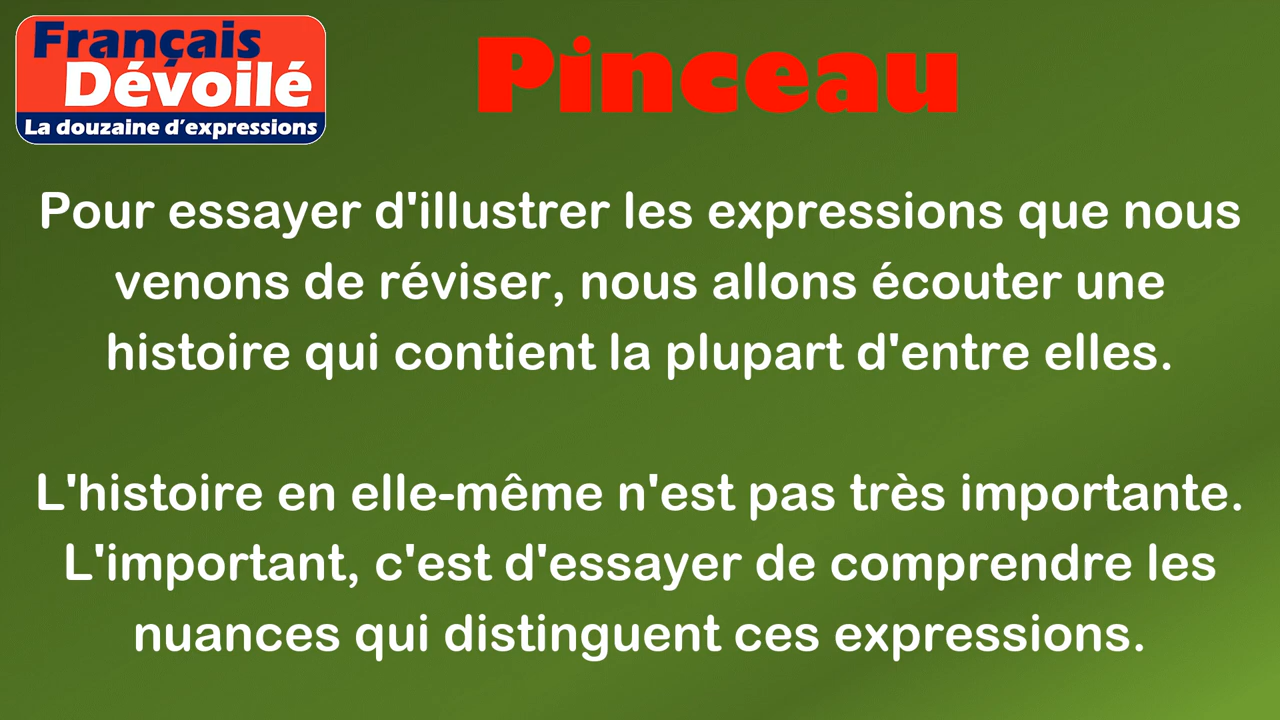 Français
Dévoilé
La douzaine d'expressions
Pinceau
Pour essayer d'illustrer les expressions que nous
venons de réviser, nous allons écouter une
histoire qui contient la plupart d'entre elles.
L'histoire en elle-même n'est pas très importante.
L'important, c'est d'essayer de comprendre les
nuances qui distinguent ces expressions.